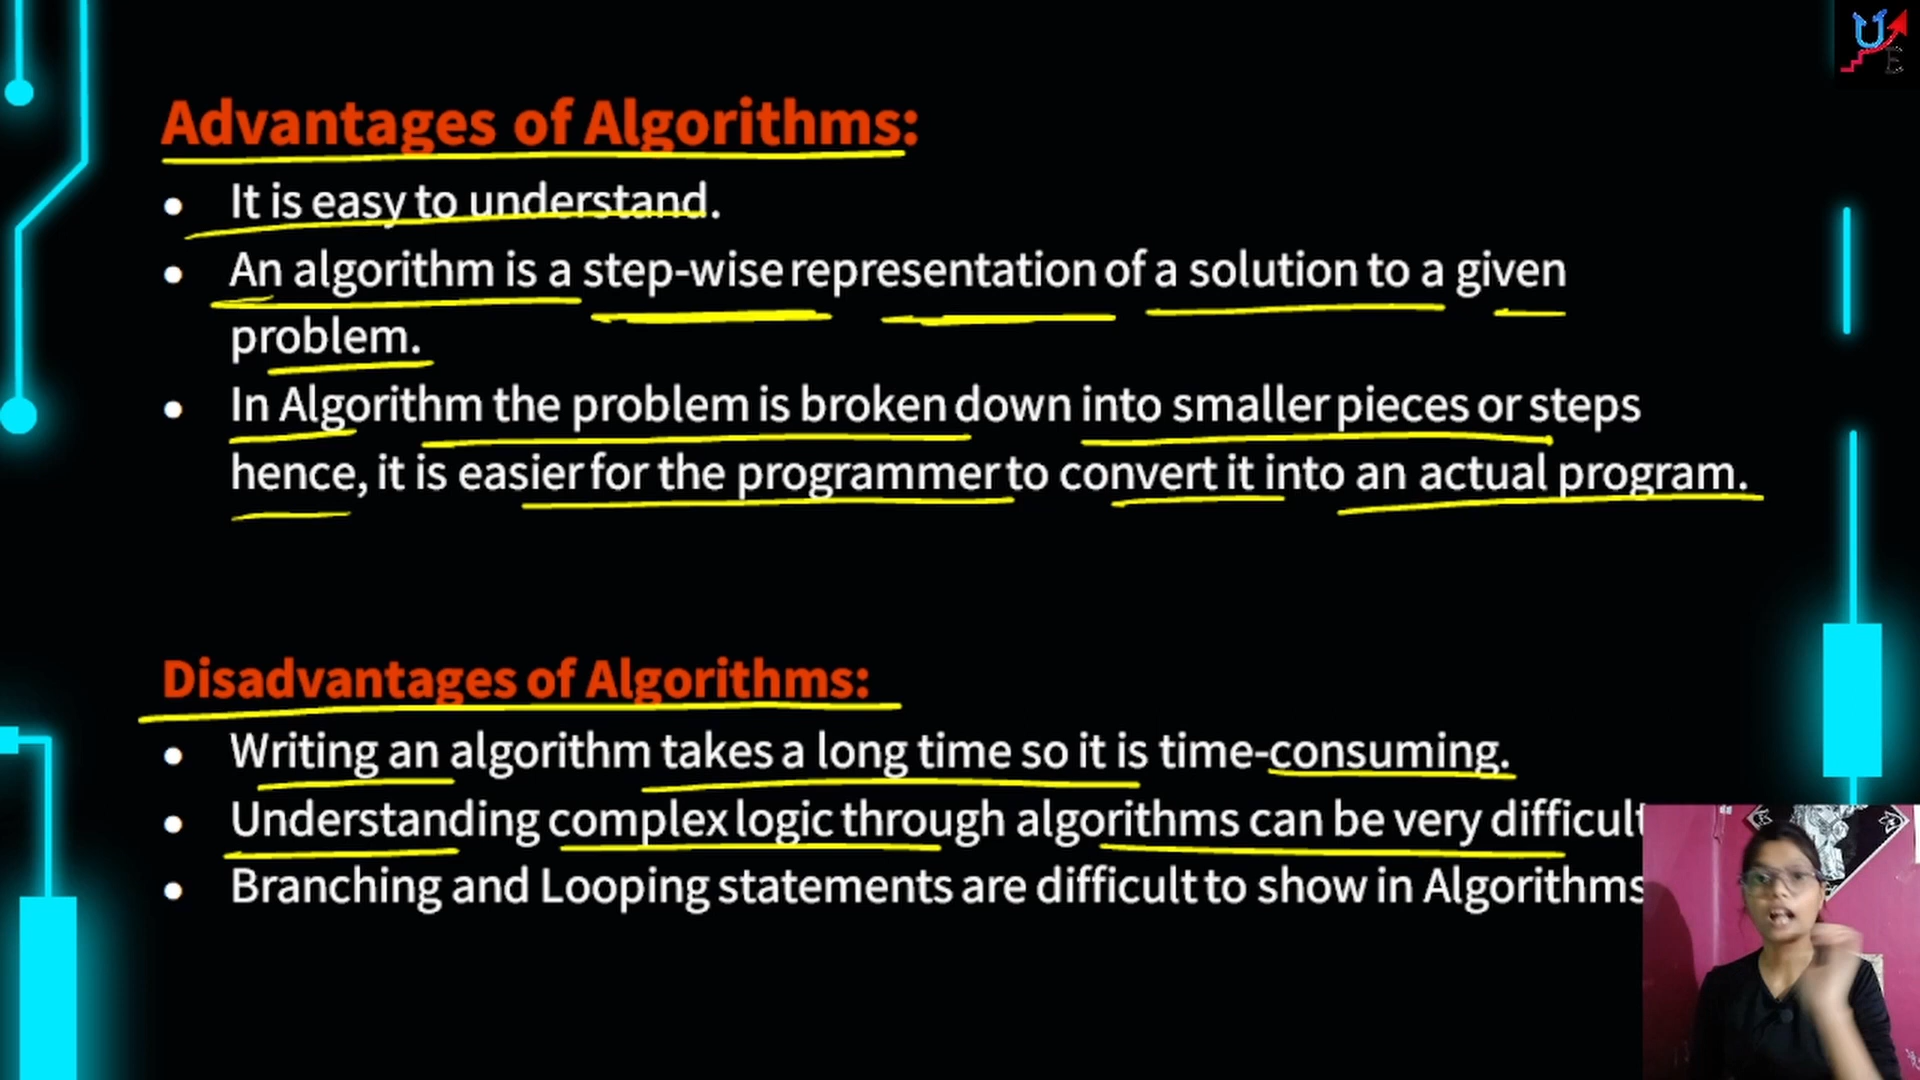 Advantages of Algorithms:
• It is easy to understand.
• An algorithm is a step-wise representation of a solution to a given
problem.
• In Algorithm the problem is broken down into smaller pieces or steps
hence, it is easier for the programmer to convert it into an actual program.
Disadvantages of Algorithms:
• Writing an algorithm takes a long time so it is time-consuming.
• Understanding complex logic through algorithms can be very difficult
• Branching and Looping statements are difficult to show in Algorithms
U
E